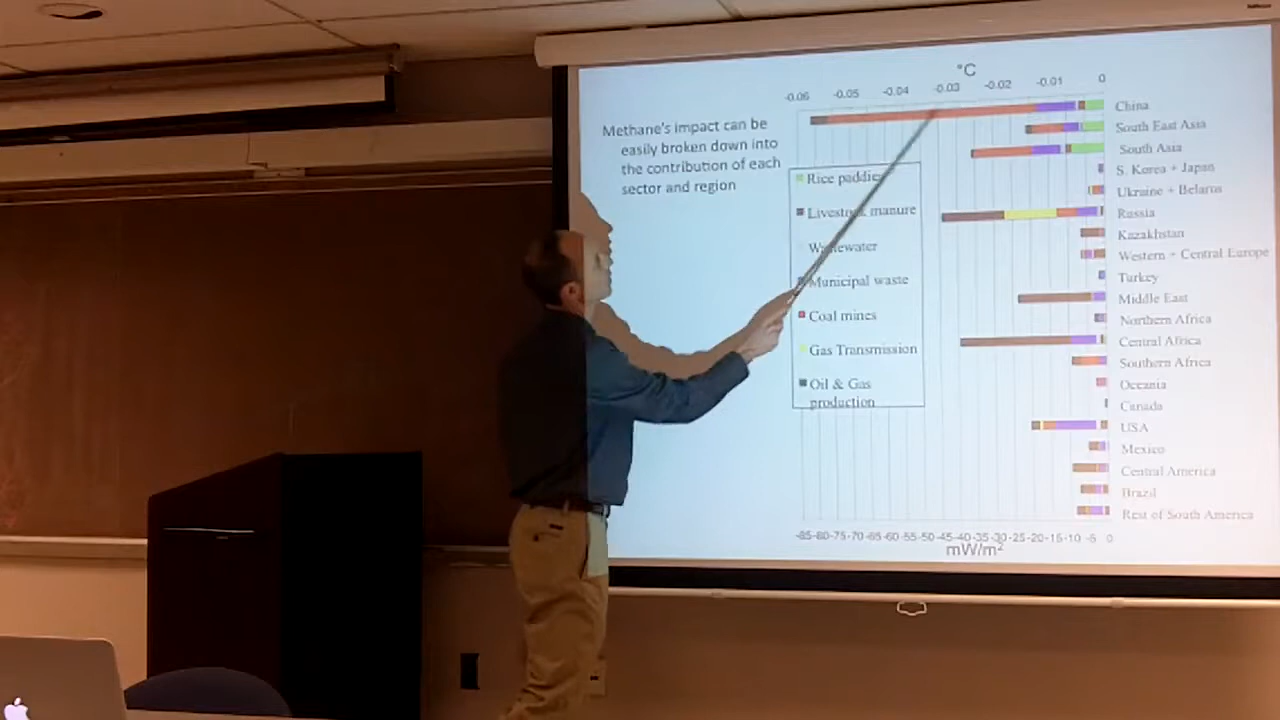 °C
-0.06 -0.05 -0.04 -0.03 -0.02 -0.01 0
Methane's impact can be
easily broken down into
the contribution of each
sector and region
Rice paddies
Livestock manure
Wastewater
Municipal waste
Coal mines
Gas Transmission
Oil & Gas
production
China
South East Asia
South Asia
S. Korea + Japan
Ukraine + Belarus
Russia
Kazakhstan
Western + Central Europe
Turkey
Middle East
Northern Africa
Central Africa
Southern Africa
Oceania
Canada
USA
Mexico
Central America
Brazil
Rest of South America
-85-80-75-70-65-60-55-50-45-40-35-30-25-20-15-10 -5 0
mW/m²